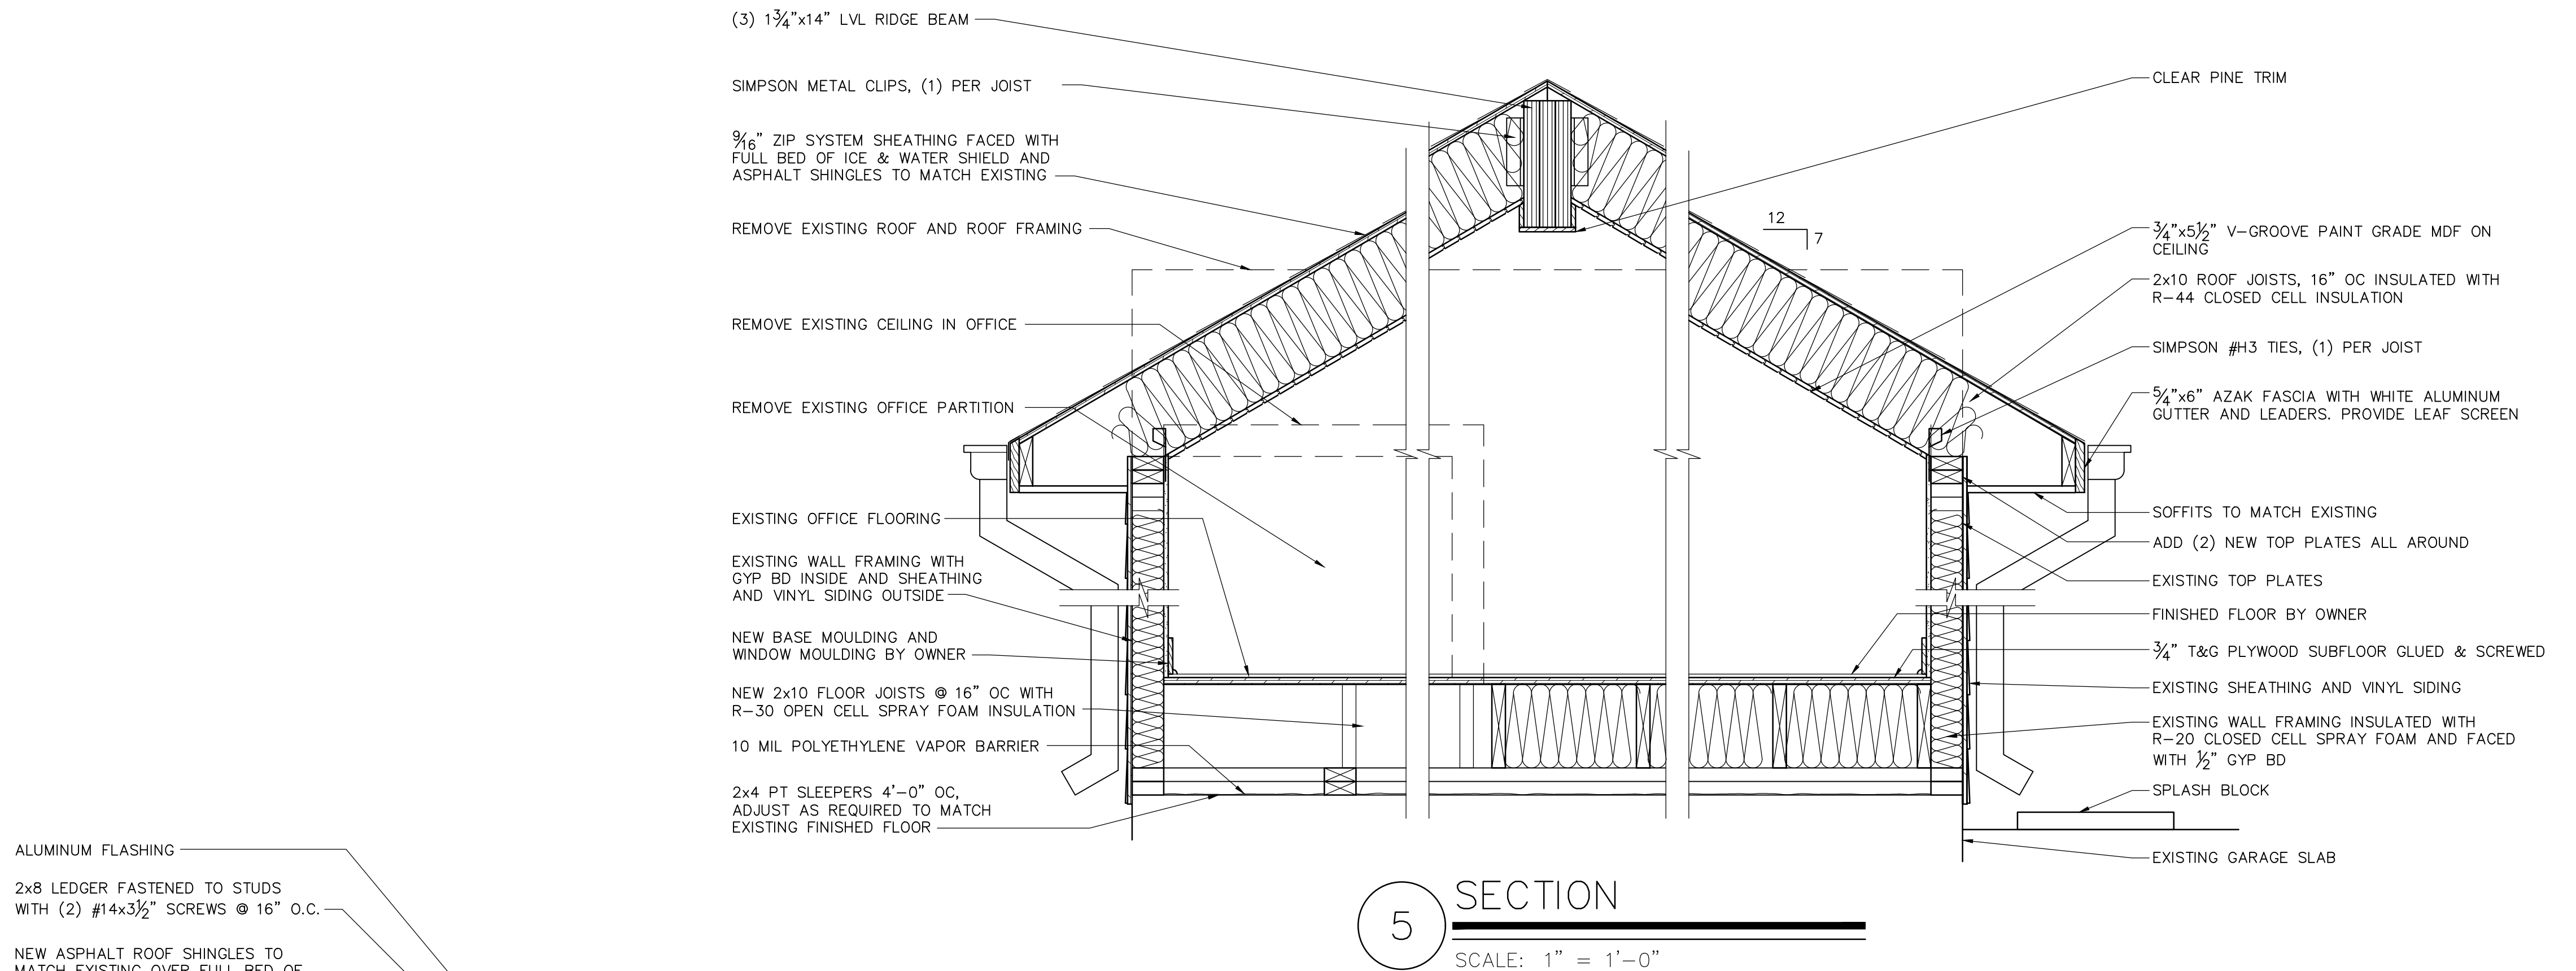 (3) 1¾"x14" LVL RIDGE BEAM
SIMPSON METAL CLIPS, (1) PER JOIST
9⁄16" ZIP SYSTEM SHEATHING FACED WITH
FULL BED OF ICE & WATER SHIELD AND
ASPHALT SHINGLES TO MATCH EXISTING
REMOVE EXISTING ROOF AND ROOF FRAMING
REMOVE EXISTING CEILING IN OFFICE
REMOVE EXISTING OFFICE PARTITION
EXISTING OFFICE FLOORING
EXISTING WALL FRAMING WITH
GYP BD INSIDE AND SHEATHING
AND VINYL SIDING OUTSIDE
NEW BASE MOULDING AND
WINDOW MOULDING BY OWNER
NEW 2x10 FLOOR JOISTS @ 16" OC WITH
R-30 OPEN CELL SPRAY FOAM INSULATION
10 MIL POLYETHYLENE VAPOR BARRIER
2x4 PT SLEEPERS 4'-0" OC,
ADJUST AS REQUIRED TO MATCH
EXISTING FINISHED FLOOR
12
7
CLEAR PINE TRIM
¾"x5½" V-GROOVE PAINT GRADE MDF ON
CEILING
2x10 ROOF JOISTS, 16" OC INSULATED WITH
R-44 CLOSED CELL INSULATION
SIMPSON #H3 TIES, (1) PER JOIST
5⁄4"x6" AZAK FASCIA WITH WHITE ALUMINUM
GUTTER AND LEADERS. PROVIDE LEAF SCREEN
SOFFITS TO MATCH EXISTING
ADD (2) NEW TOP PLATES ALL AROUND
EXISTING TOP PLATES
FINISHED FLOOR BY OWNER
¾" T&G PLYWOOD SUBFLOOR GLUED & SCREWED
EXISTING SHEATHING AND VINYL SIDING
EXISTING WALL FRAMING INSULATED WITH
R-20 CLOSED CELL SPRAY FOAM AND FACED
WITH ½" GYP BD
SPLASH BLOCK
EXISTING GARAGE SLAB
ALUMINUM FLASHING
2x8 LEDGER FASTENED TO STUDS
WITH (2) #14x3½" SCREWS @ 16" O.C.
NEW ASPHALT ROOF SHINGLES TO
MATCH EXISTING OVER FULL BED OF
5
SECTION
SCALE: 1" = 1'-0"